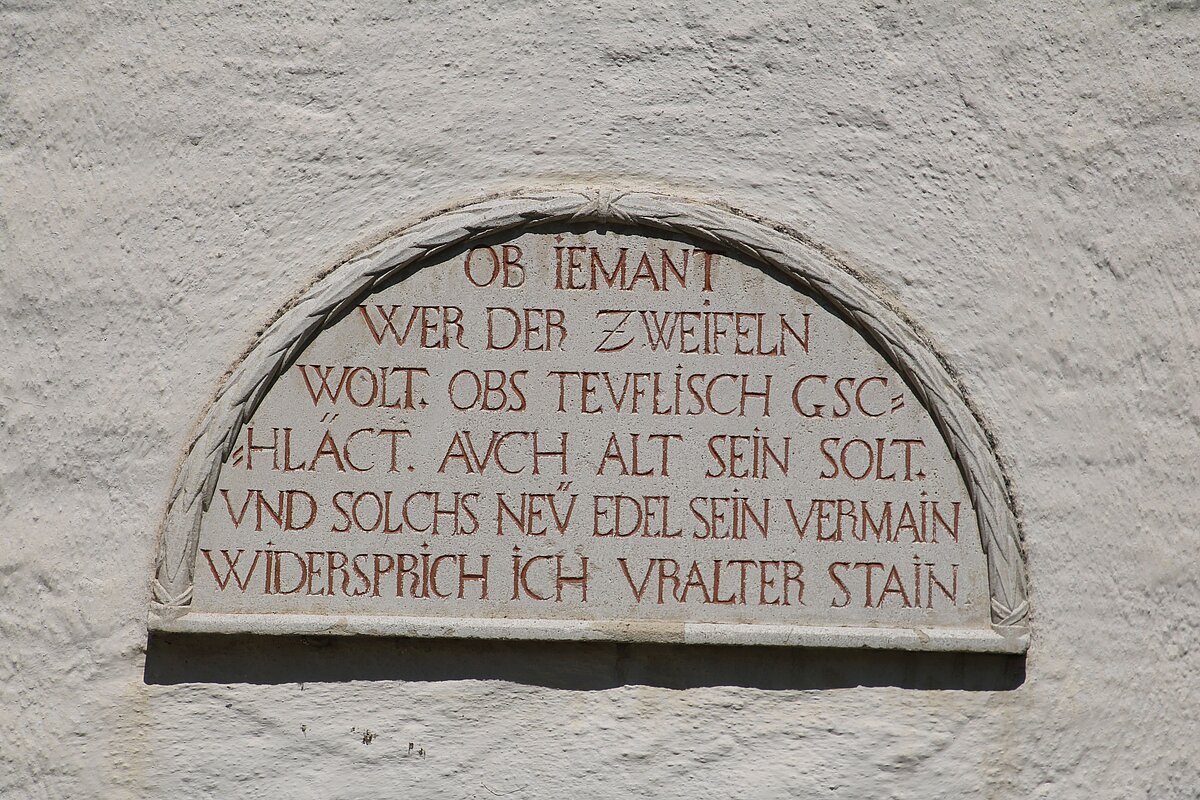 OB IEMANT
WER DER ZWEIFELN
WOLT. OBS TEVFLISCH GSC=
=HLÄCT. AVCH ALT SEIN SOLT.
VND SOLCHS NEV̈ EDEL SEIN VERMAIN
WIDERSPRICH ICH VRALTER STAIN